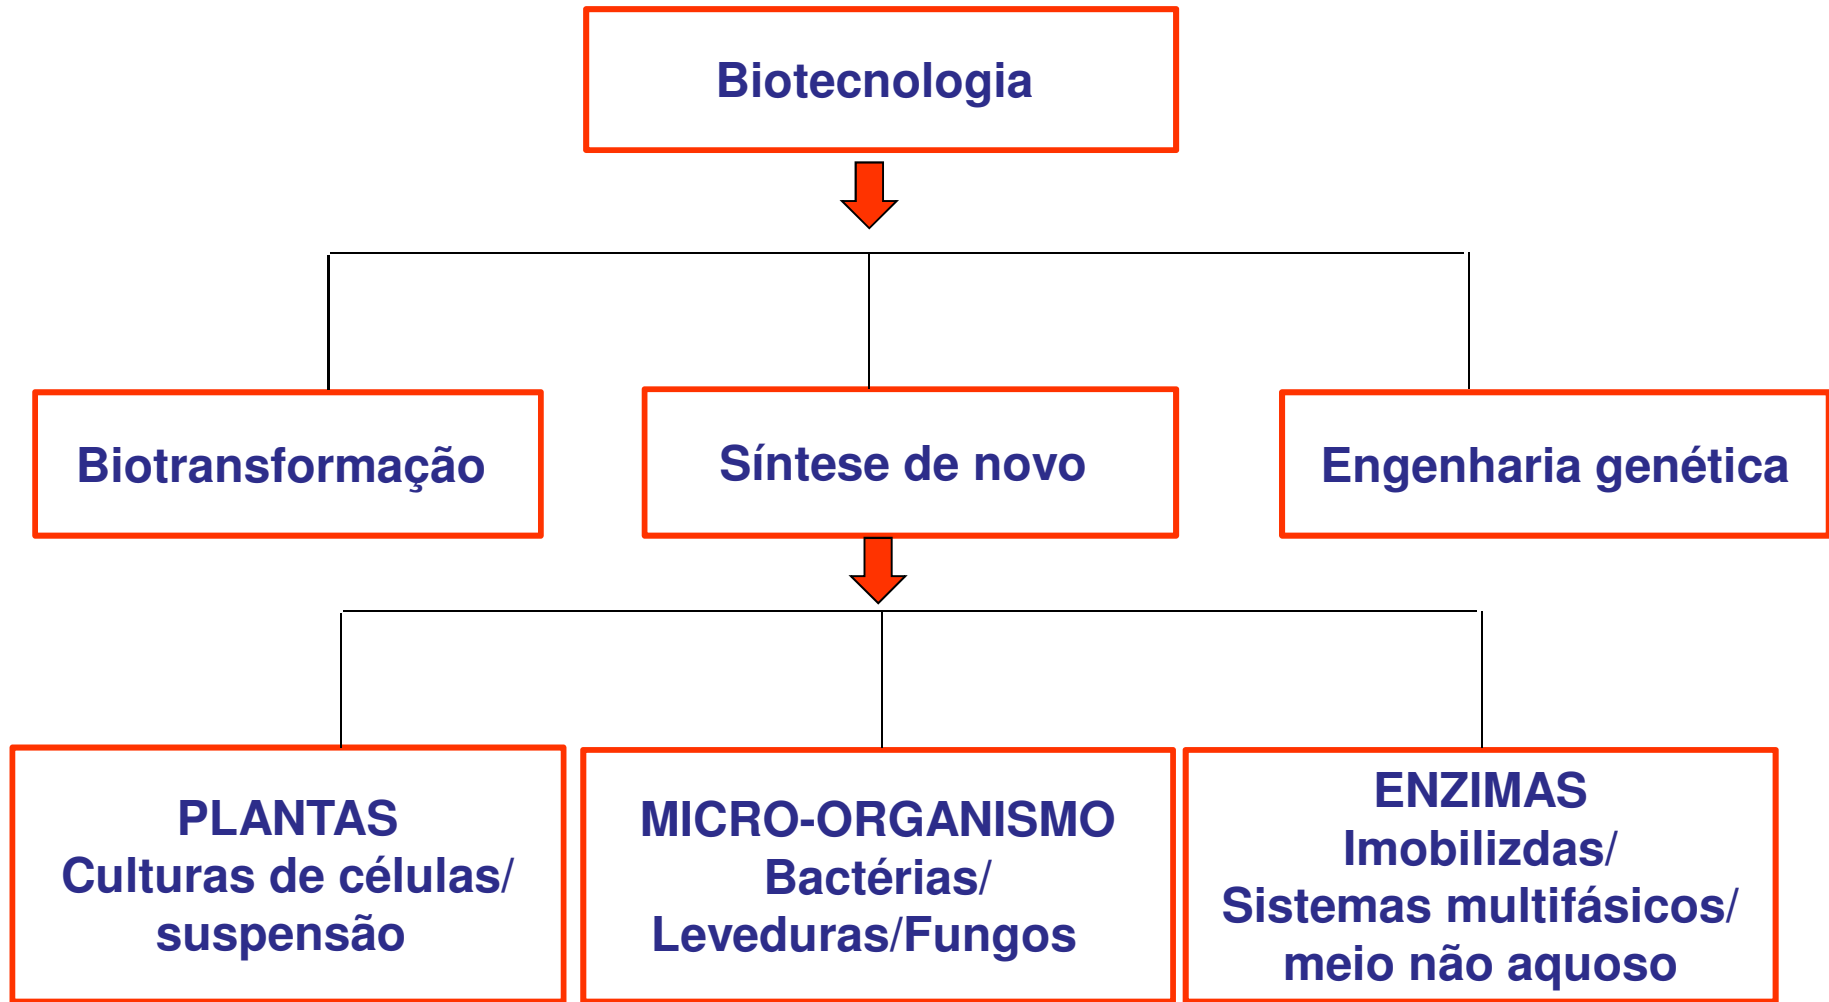 Biotecnologia
Biotransformação
Síntese de novo
Engenharia genética
PLANTAS
Culturas de células/
suspensão
MICRO-ORGANISMO
Bactérias/
Leveduras/Fungos
ENZIMAS
Imobilizdas/
Sistemas multifásicos/
meio não aquoso